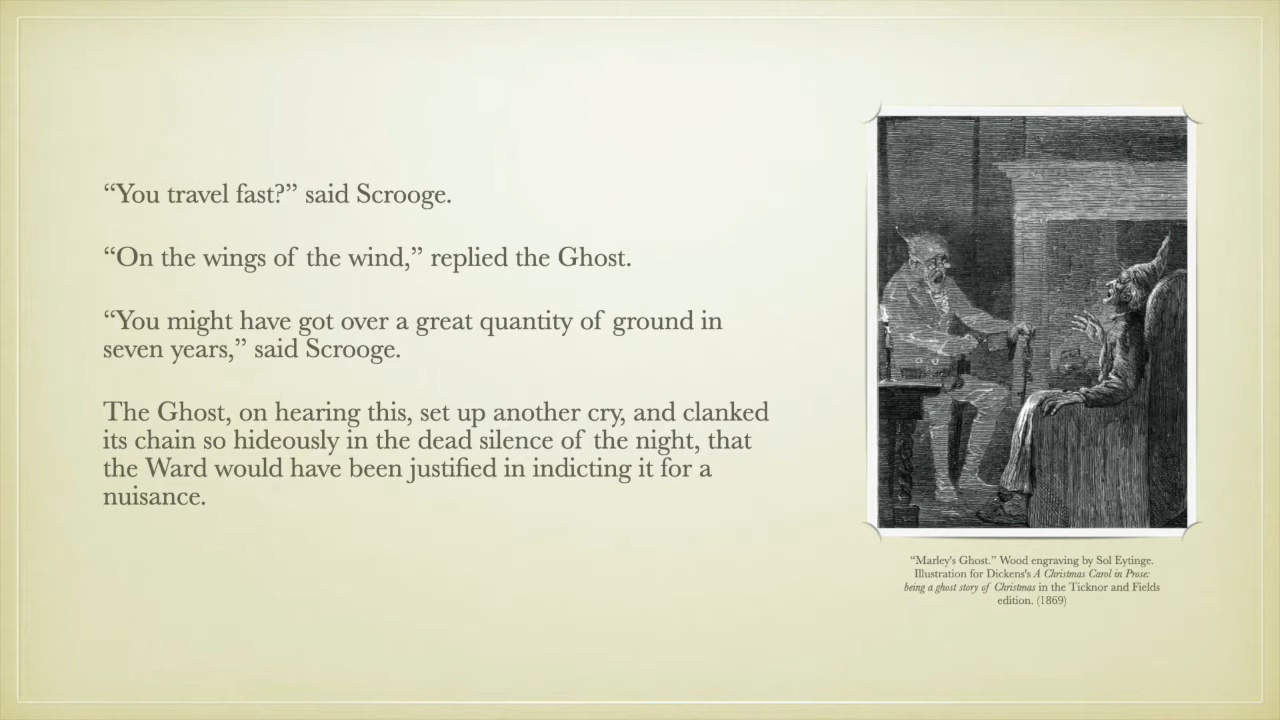 “You travel fast?” said Scrooge.
“On the wings of the wind,” replied the Ghost.
“You might have got over a great quantity of ground in
seven years,” said Scrooge.
The Ghost, on hearing this, set up another cry, and clanked
its chain so hideously in the dead silence of the night, that
the Ward would have been justified in indicting it for a
nuisance.
“Marley's Ghost.” Wood engraving by Sol Eytinge.
Illustration for Dickens's A Christmas Carol in Prose:
being a ghost story of Christmas in the Ticknor and Fields
edition. (1869)